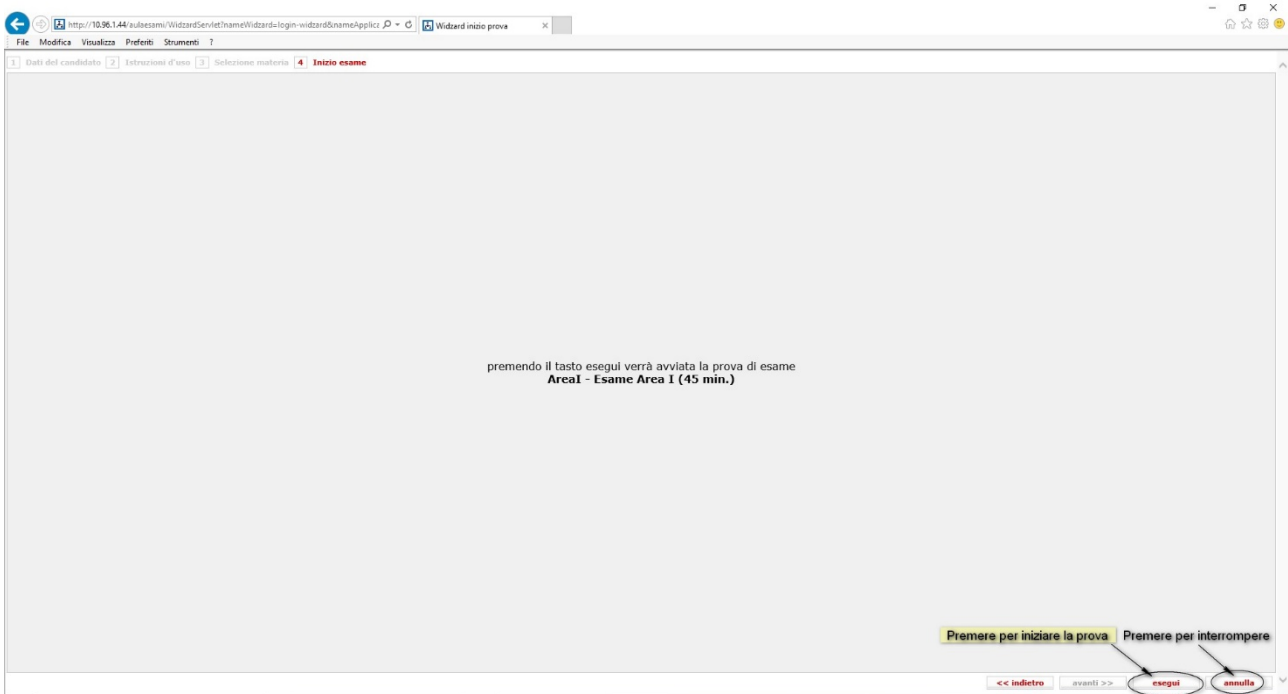 http://10.96.1.44/aulaesami/WidzardServlet?nameWidzard=login-widzard&nameApplica
Widzard inizio prova
File Modifica Visualizza Preferiti Strumenti ?
1 Dati del candidato 2 Istruzioni d'uso 3 Selezione materia 4 Inizio esame
premendo il tasto esegui verrà avviata la prova di esame
AreaI - Esame Area I (45 min.)
Premere per iniziare la prova Premere per interrompere
<< indietro avanti >> esegui annulla